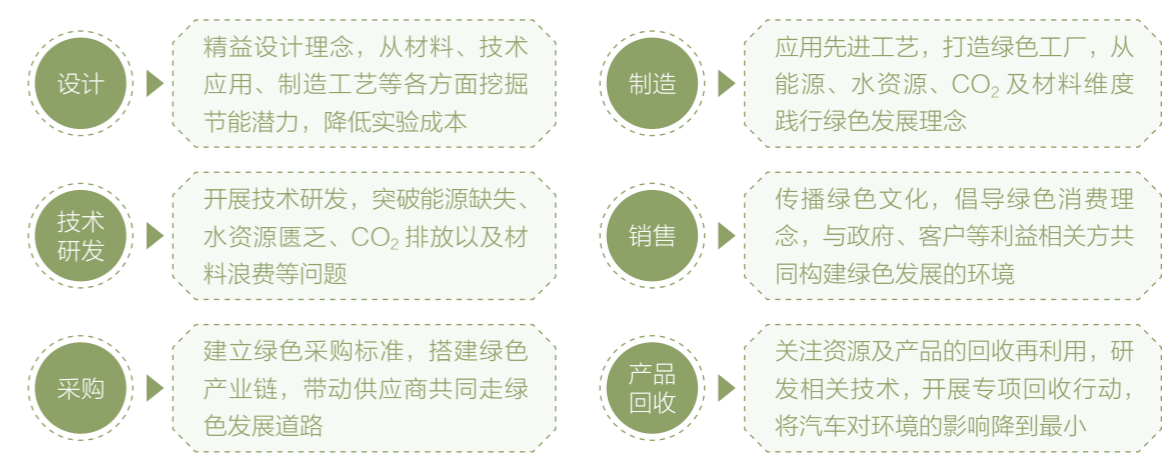 设计
精益设计理念，从材料、技术
应用、制造工艺等各方面挖掘
节能潜力，降低实验成本
技术
研发
开展技术研发，突破能源缺失、
水资源匮乏、CO₂ 排放以及材
料浪费等问题
采购
建立绿色采购标准，搭建绿色
产业链，带动供应商共同走绿
色发展道路
制造
应用先进工艺，打造绿色工厂，从
能源、水资源、CO₂ 及材料维度
践行绿色发展理念
销售
传播绿色文化，倡导绿色消费理
念，与政府、客户等利益相关方共
同构建绿色发展的环境
产品
回收
关注资源及产品的回收再利用，研
发相关技术，开展专项回收行动，
将汽车对环境的影响降到最小